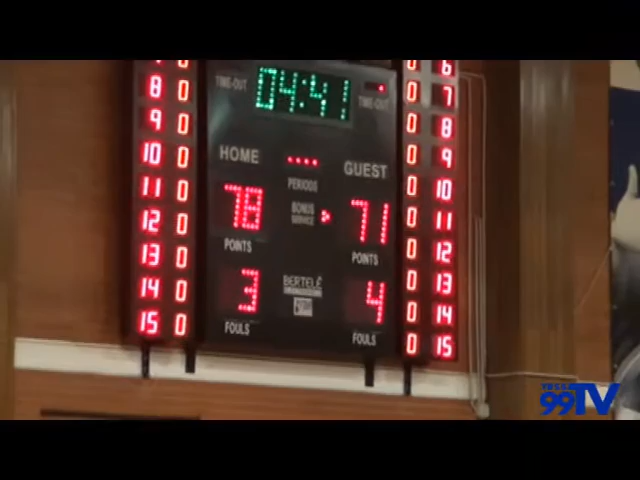 04:41
TIME-OUT TIME-OUT
HOME GUEST
PERIODS
78 71
BONUS
SERVICE
POINTS POINTS
3 4
BERTELÈ
FOULS FOULS
0
8 0
9 0
10 0
11 0
12 0
13 0
14 0
15 0
0 6
0 7
0 8
0 9
0 10
0 11
0 12
0 13
0 14
0 15
99TV